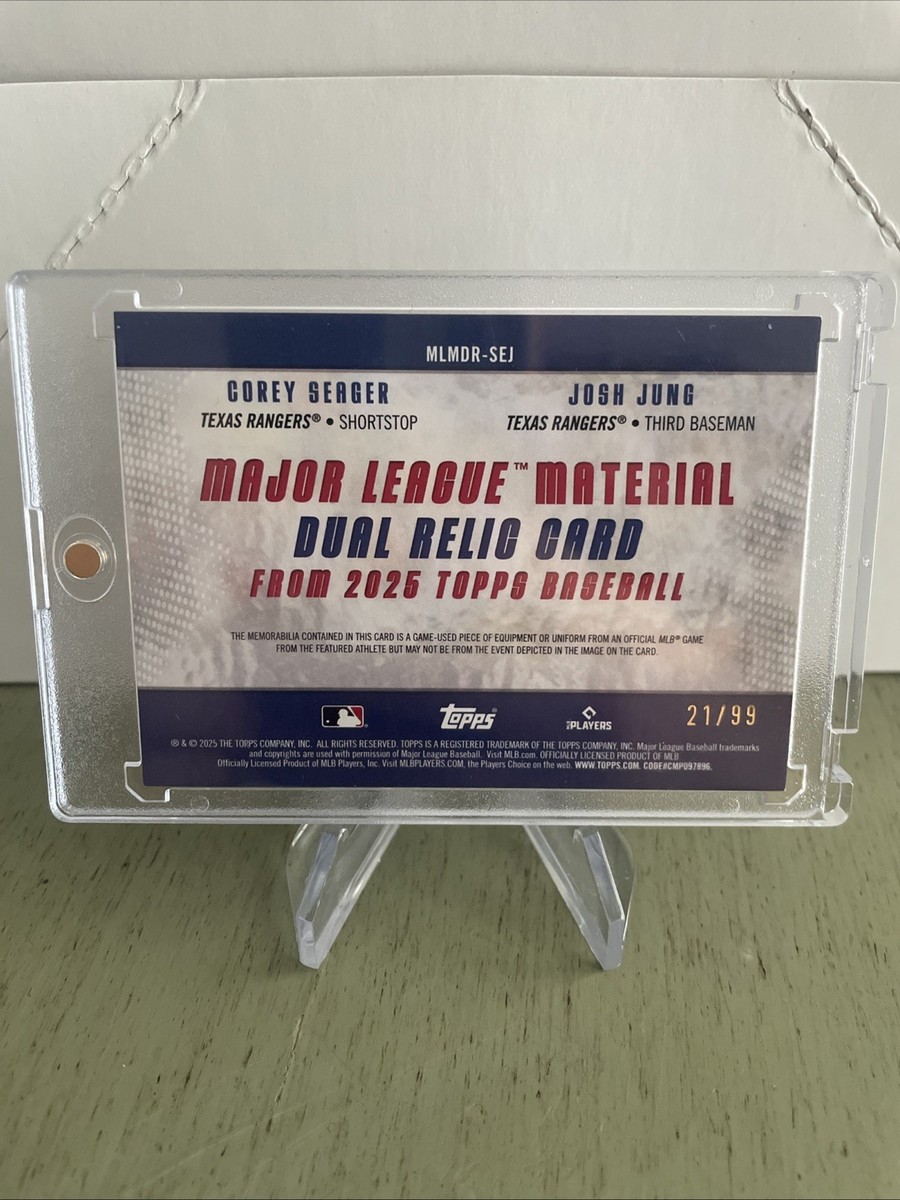 MLMDR-SEJ
COREY SEAGER JOSH JUNG
TEXAS RANGERS® • SHORTSTOP TEXAS RANGERS® • THIRD BASEMAN
MAJOR LEAGUE™ MATERIAL
DUAL RELIC CARD
FROM 2025 TOPPS BASEBALL
THE MEMORABILIA CONTAINED IN THIS CARD IS A GAME-USED PIECE OF EQUIPMENT OR UNIFORM FROM AN OFFICIAL MLB® GAME
FROM THE FEATURED ATHLETE BUT MAY NOT BE FROM THE EVENT DEPICTED IN THE IMAGE ON THE CARD.
topps® PLAYERS 21/99
® & © 2025 THE TOPPS COMPANY, INC. ALL RIGHTS RESERVED. TOPPS IS A REGISTERED TRADEMARK OF THE TOPPS COMPANY, INC. Major League Baseball trademarks
and copyrights are used with permission of Major League Baseball. Visit MLB.com. OFFICIALLY LICENSED PRODUCT OF MLB
Officially Licensed Product of MLB Players, Inc. Visit MLBPLAYERS.COM, the Players Choice on the web. WWW.TOPPS.COM. CODE#CMP097896.